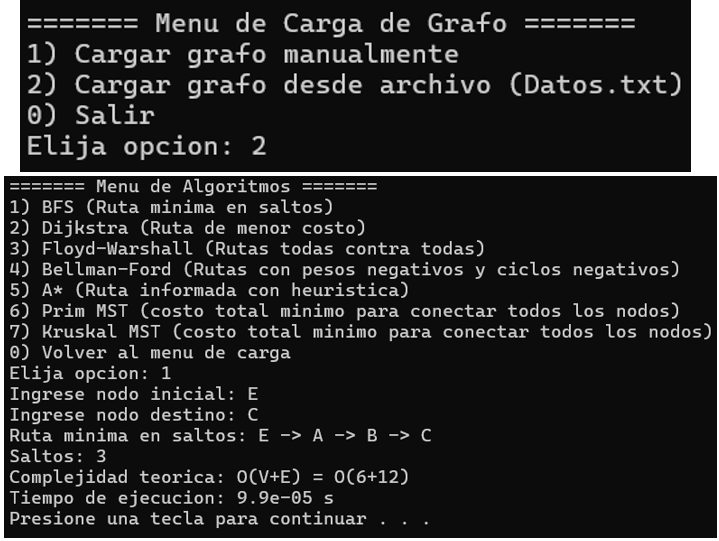 ======= Menu de Carga de Grafo =======
1) Cargar grafo manualmente
2) Cargar grafo desde archivo (Datos.txt)
0) Salir
Elija opcion: 2
======= Menu de Algoritmos =======
1) BFS (Ruta minima en saltos)
2) Dijkstra (Ruta de menor costo)
3) Floyd-Warshall (Rutas todas contra todas)
4) Bellman-Ford (Rutas con pesos negativos y ciclos negativos)
5) A* (Ruta informada con heuristica)
6) Prim MST (costo total minimo para conectar todos los nodos)
7) Kruskal MST (costo total minimo para conectar todos los nodos)
0) Volver al menu de carga
Elija opcion: 1
Ingrese nodo inicial: E
Ingrese nodo destino: C
Ruta minima en saltos: E -> A -> B -> C
Saltos: 3
Complejidad teorica: O(V+E) = O(6+12)
Tiempo de ejecucion: 9.9e-05 s
Presione una tecla para continuar . . .